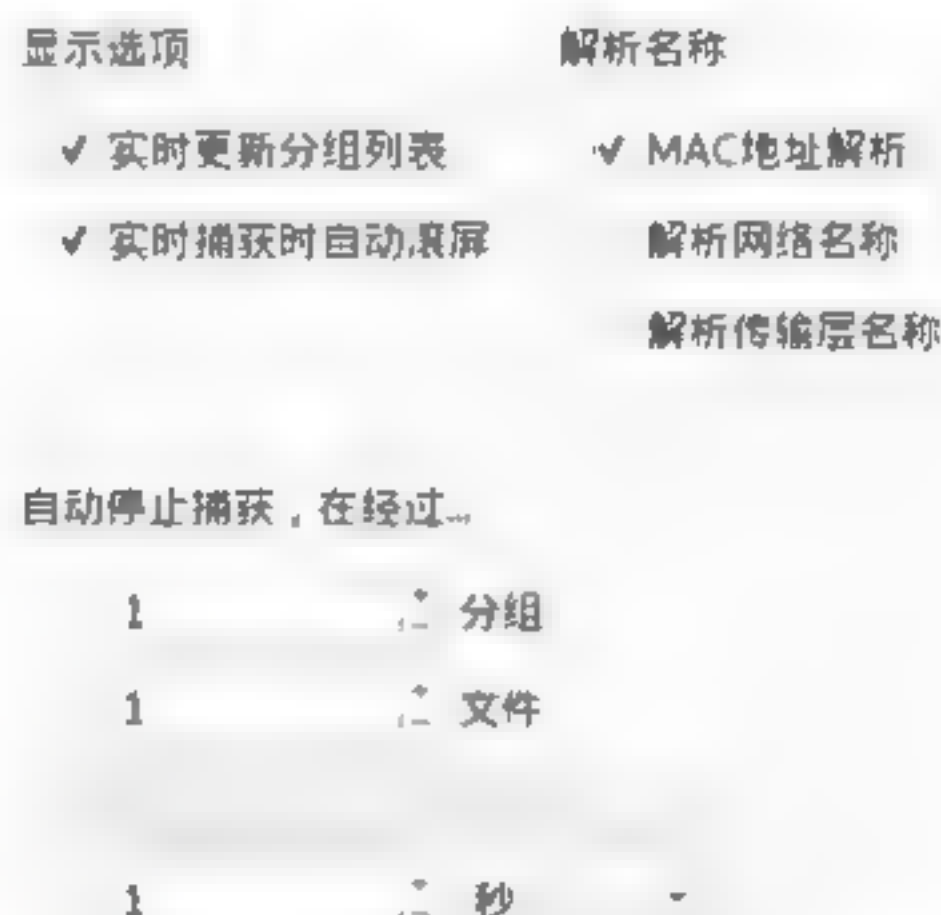 显示选项
✓ 实时更新分组列表
✓ 实时捕获时自动滚屏
解析名称
✓ MAC地址解析
解析网络名称
解析传输层名称
自动停止捕获，在经过...
1 分组
1 文件
1 秒